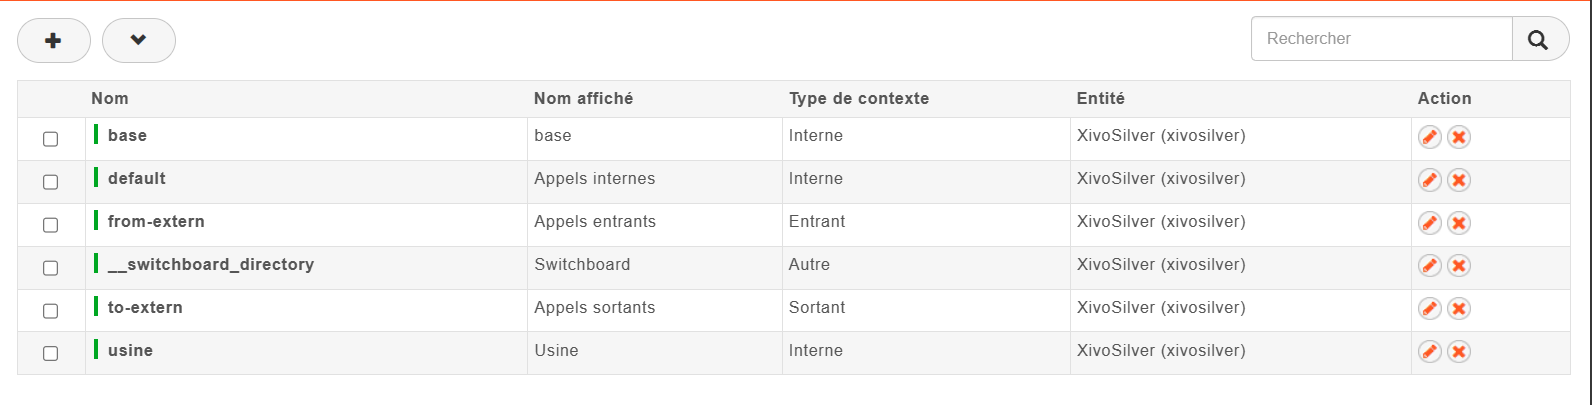 Rechercher
Nom Nom affiché Type de contexte Entité Action
base base Interne XivoSilver (xivosilver)
default Appels internes Interne XivoSilver (xivosilver)
from-extern Appels entrants Entrant XivoSilver (xivosilver)
__switchboard_directory Switchboard Autre XivoSilver (xivosilver)
to-extern Appels sortants Sortant XivoSilver (xivosilver)
usine Usine Interne XivoSilver (xivosilver)